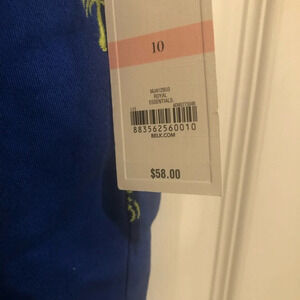 10
ROYAL
ESSENTIALS
883562560010
BELK.COM
$58.00